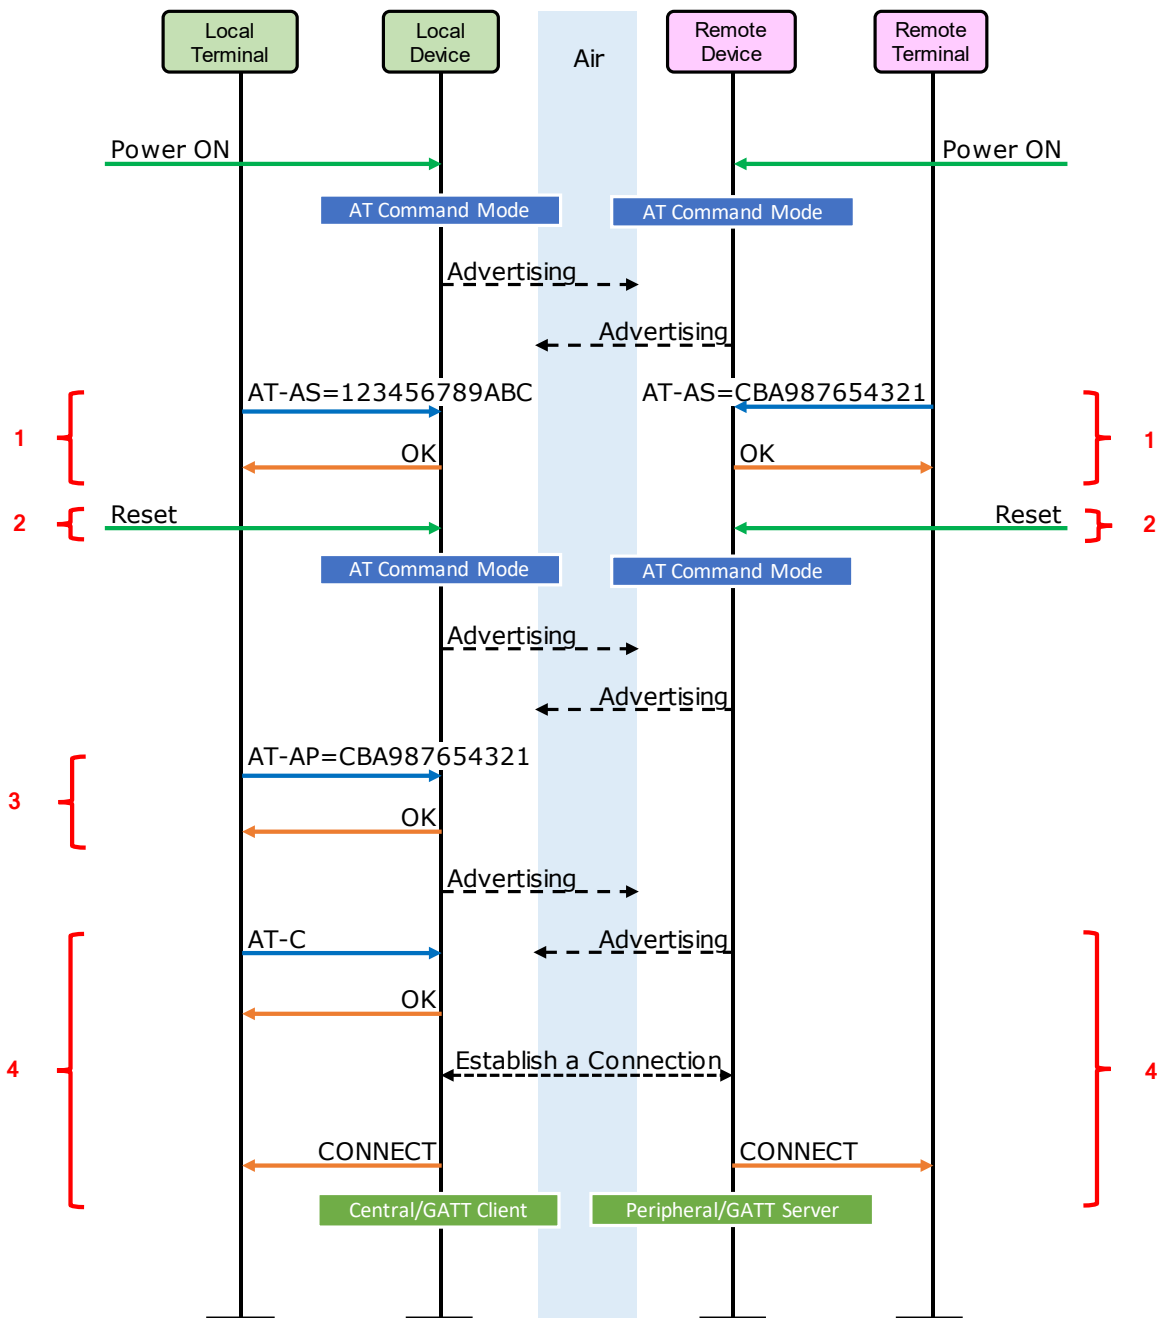 Local
Terminal
Local
Device
Air
Remote
Device
Remote
Terminal
Power ON
Power ON
AT Command Mode
AT Command Mode
Advertising
Advertising
AT-AS=123456789ABC
AT-AS=CBA987654321
1
1
OK
OK
2
Reset
Reset
2
AT Command Mode
AT Command Mode
Advertising
Advertising
AT-AP=CBA987654321
3
OK
Advertising
AT-C
Advertising
OK
4
Establish a Connection
4
CONNECT
CONNECT
Central/GATT Client
Peripheral/GATT Server